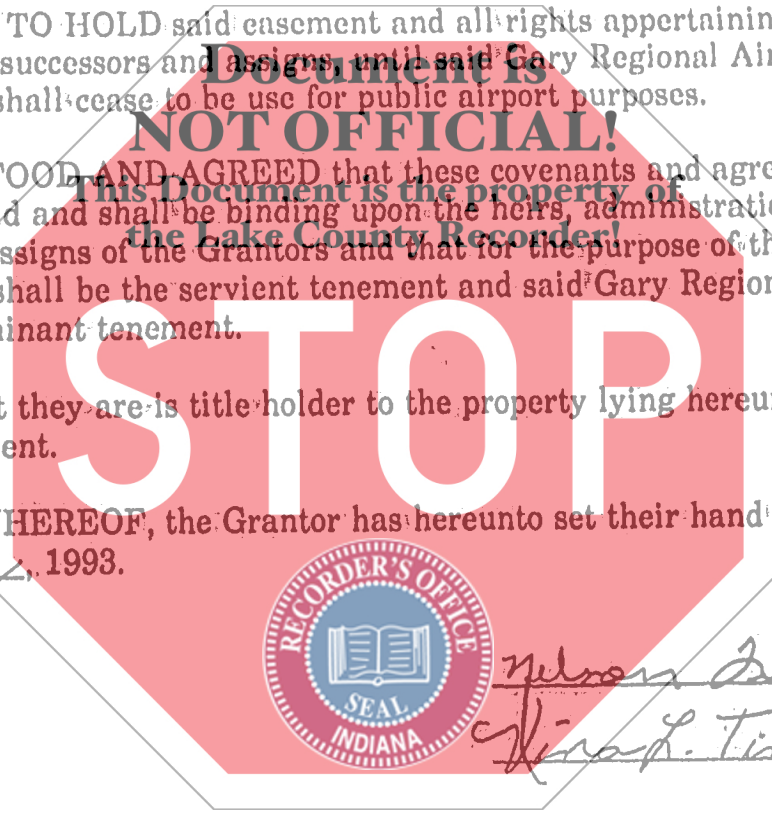 TO HOLD said easement and all rights appertainin
successors and assigns, until said Gary Regional Ai
shall cease to be use for public airport purposes.
Document is
NOT OFFICIAL!
This Document is the property of
the Lake County Recorder!
TOOD AND AGREED that these covenants and agre
d and shall be binding upon the heirs, administrati
ssigns of the Grantors and that for the purpose of th
shall be the servient tenement and said Gary Region
inant tenement.
STOP
t they are is title holder to the property lying hereu
ent.
HEREOF, the Grantor has hereunto set their hand
, 1993.
RECORDER'S OFFICE
SEAL
INDIANA
Nelson
Nina L. Ti